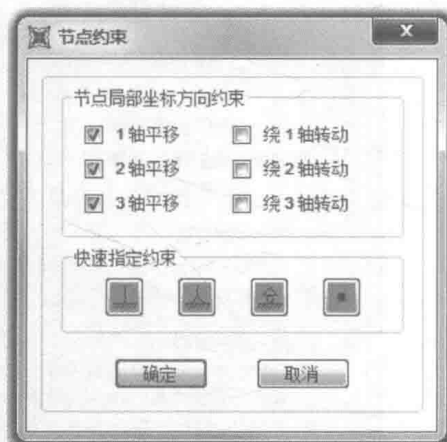 节点约束
节点局部坐标方向约束
1轴平移 绕1轴转动
2轴平移 绕2轴转动
3轴平移 绕3轴转动
快速指定约束
确定 取消